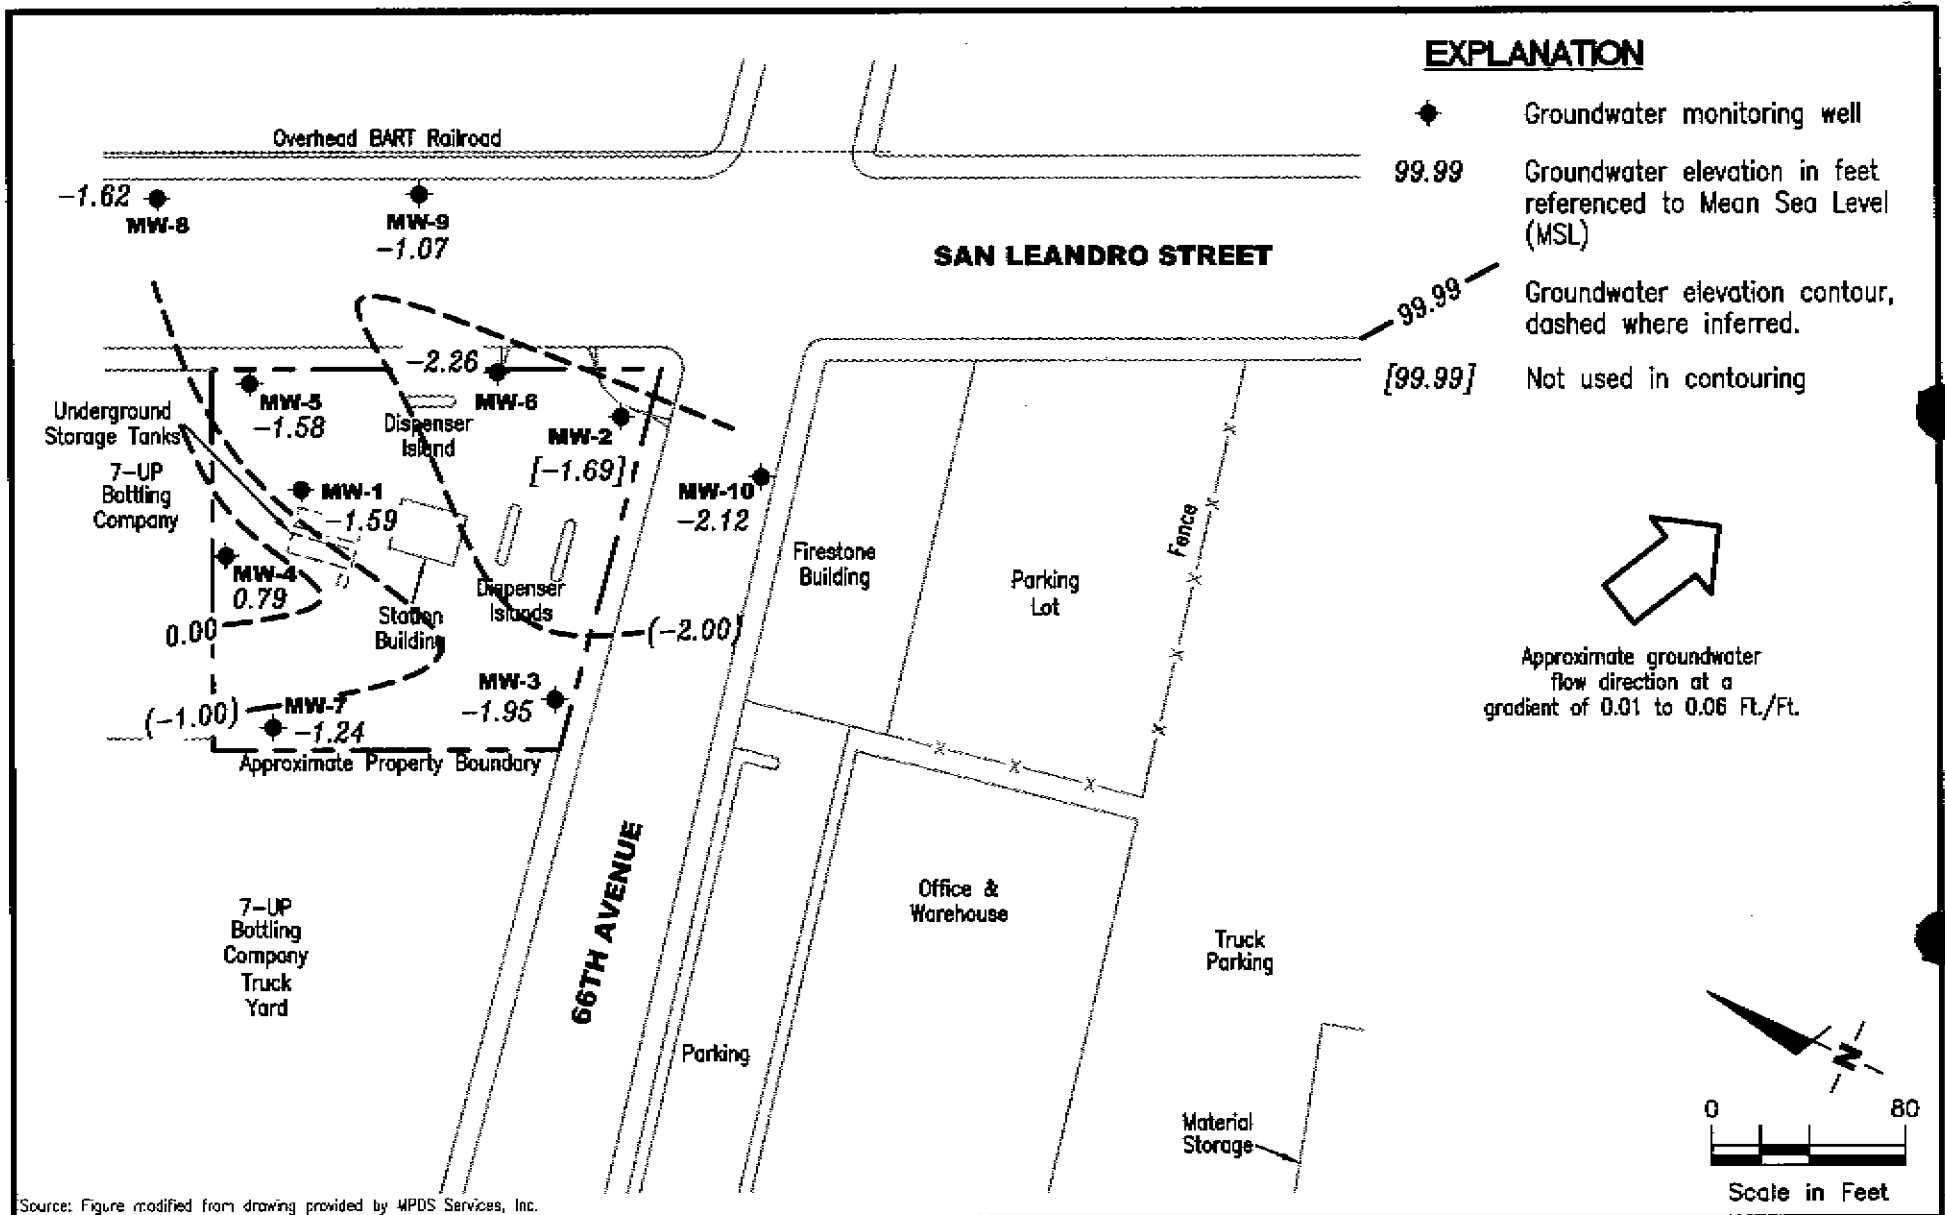 EXPLANATION
Groundwater monitoring well
99.99
Groundwater elevation in feet
referenced to Mean Sea Level
(MSL)
99.99
Groundwater elevation contour,
dashed where inferred.
[99.99]
Not used in contouring
Overhead BART Railroad
-1.62
MW-8
MW-9
-1.07
SAN LEANDRO STREET
-2.26
MW-6
MW-5
-1.58
Underground
Storage Tanks
Dispenser
Island
MW-2
[-1.69]
7-UP
Bottling
Company
MW-1
-1.59
MW-10
-2.12
Fence
Firestone
Building
Parking
Lot
MW-4
0.79
Dispenser
Islands
Station
Building
0.00
(-2.00)
MW-3
-1.95
(-1.00)
MW-7
-1.24
Approximate Property Boundary
Approximate groundwater
flow direction at a
gradient of 0.01 to 0.06 Ft./Ft.
X
X
X
X
X
X
X
X
66TH AVENUE
7-UP
Bottling
Company
Truck
Yard
Office &
Warehouse
Truck
Parking
Parking
Material
Storage
N
0 80
Scale in Feet
Source: Figure modified from drawing provided by MPDS Services, Inc.